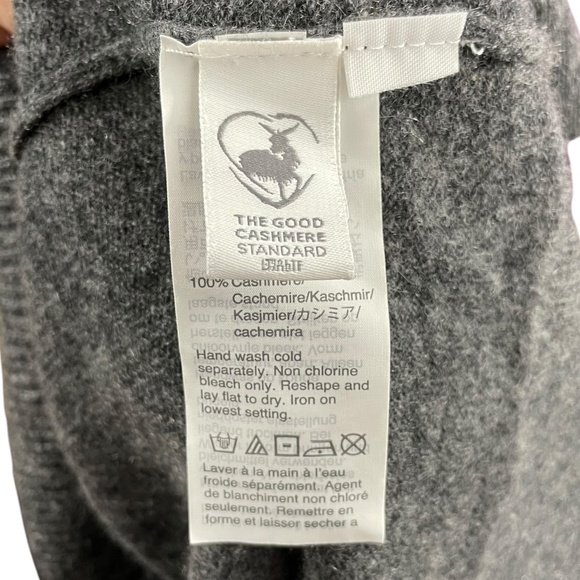 THE GOOD
CASHMERE
STANDARD
100% Cashmere/
Cachemire/Kaschmir/
Kasjmier/カシミア/
cachemira
Hand wash cold
separately. Non chlorine
bleach only. Reshape and
lay flat to dry. Iron on
lowest setting.
Laver à la main à l'eau
froide séparément. Agent
de blanchiment non chloré
seulement. Remettre en
forme et laisser secher a